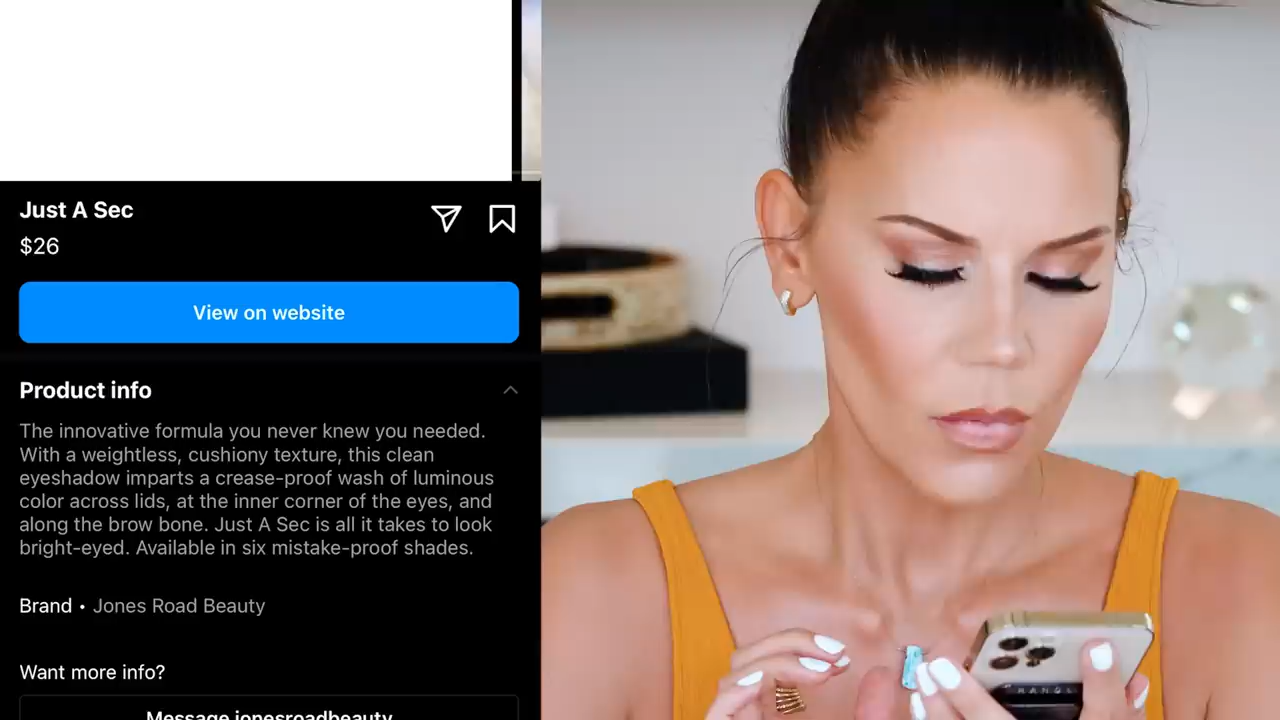 Just A Sec
$26
View on website
Product info
The innovative formula you never knew you needed.
With a weightless, cushiony texture, this clean
eyeshadow imparts a crease-proof wash of luminous
color across lids, at the inner corner of the eyes, and
along the brow bone. Just A Sec is all it takes to look
bright-eyed. Available in six mistake-proof shades.
Brand • Jones Road Beauty
Want more info?
Message jonesroadbeauty